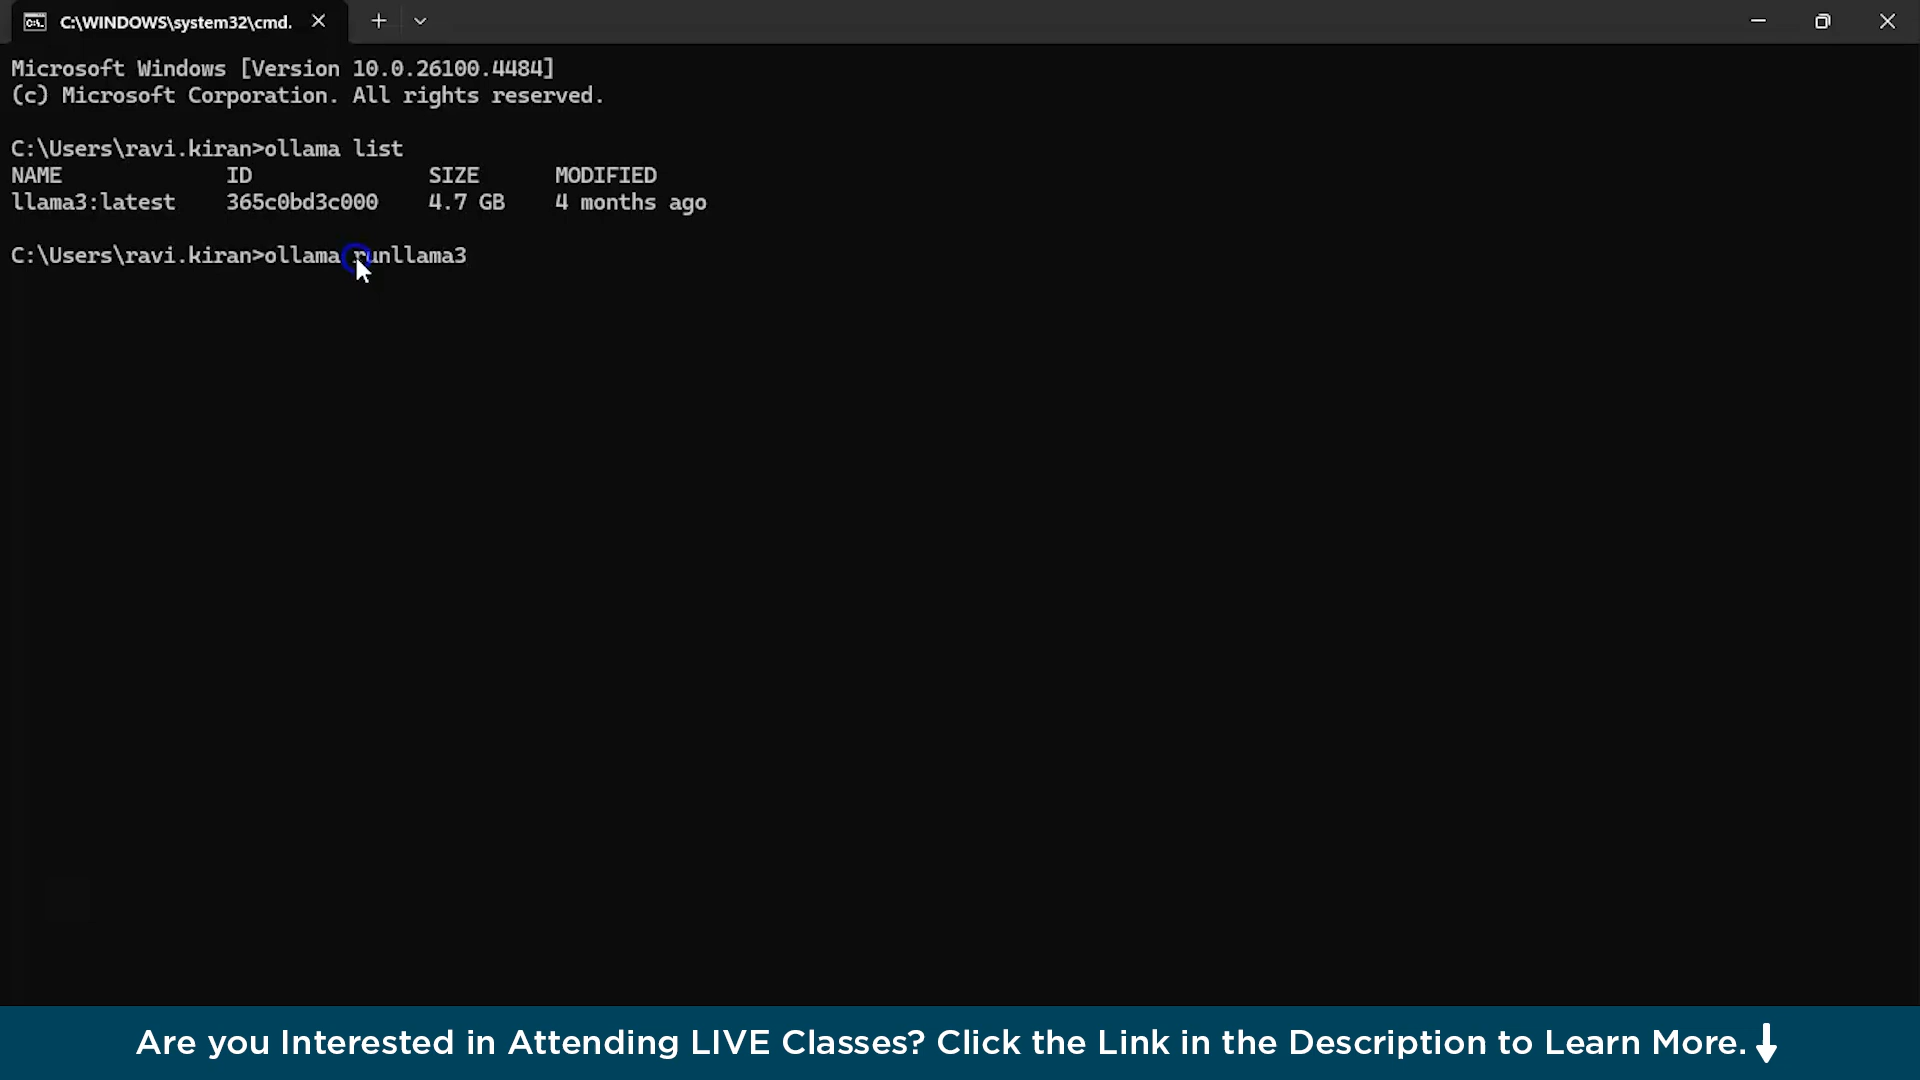 C:\WINDOWS\system32\cmd.
Microsoft Windows [Version 10.0.26100.4484]
(c) Microsoft Corporation. All rights reserved.
C:\Users\ravi.kiran>ollama list
NAME ID SIZE MODIFIED
llama3:latest 365c0bd3c000 4.7 GB 4 months ago
C:\Users\ravi.kiran>ollama runllama3
Are you Interested in Attending LIVE Classes? Click the Link in the Description to Learn More.